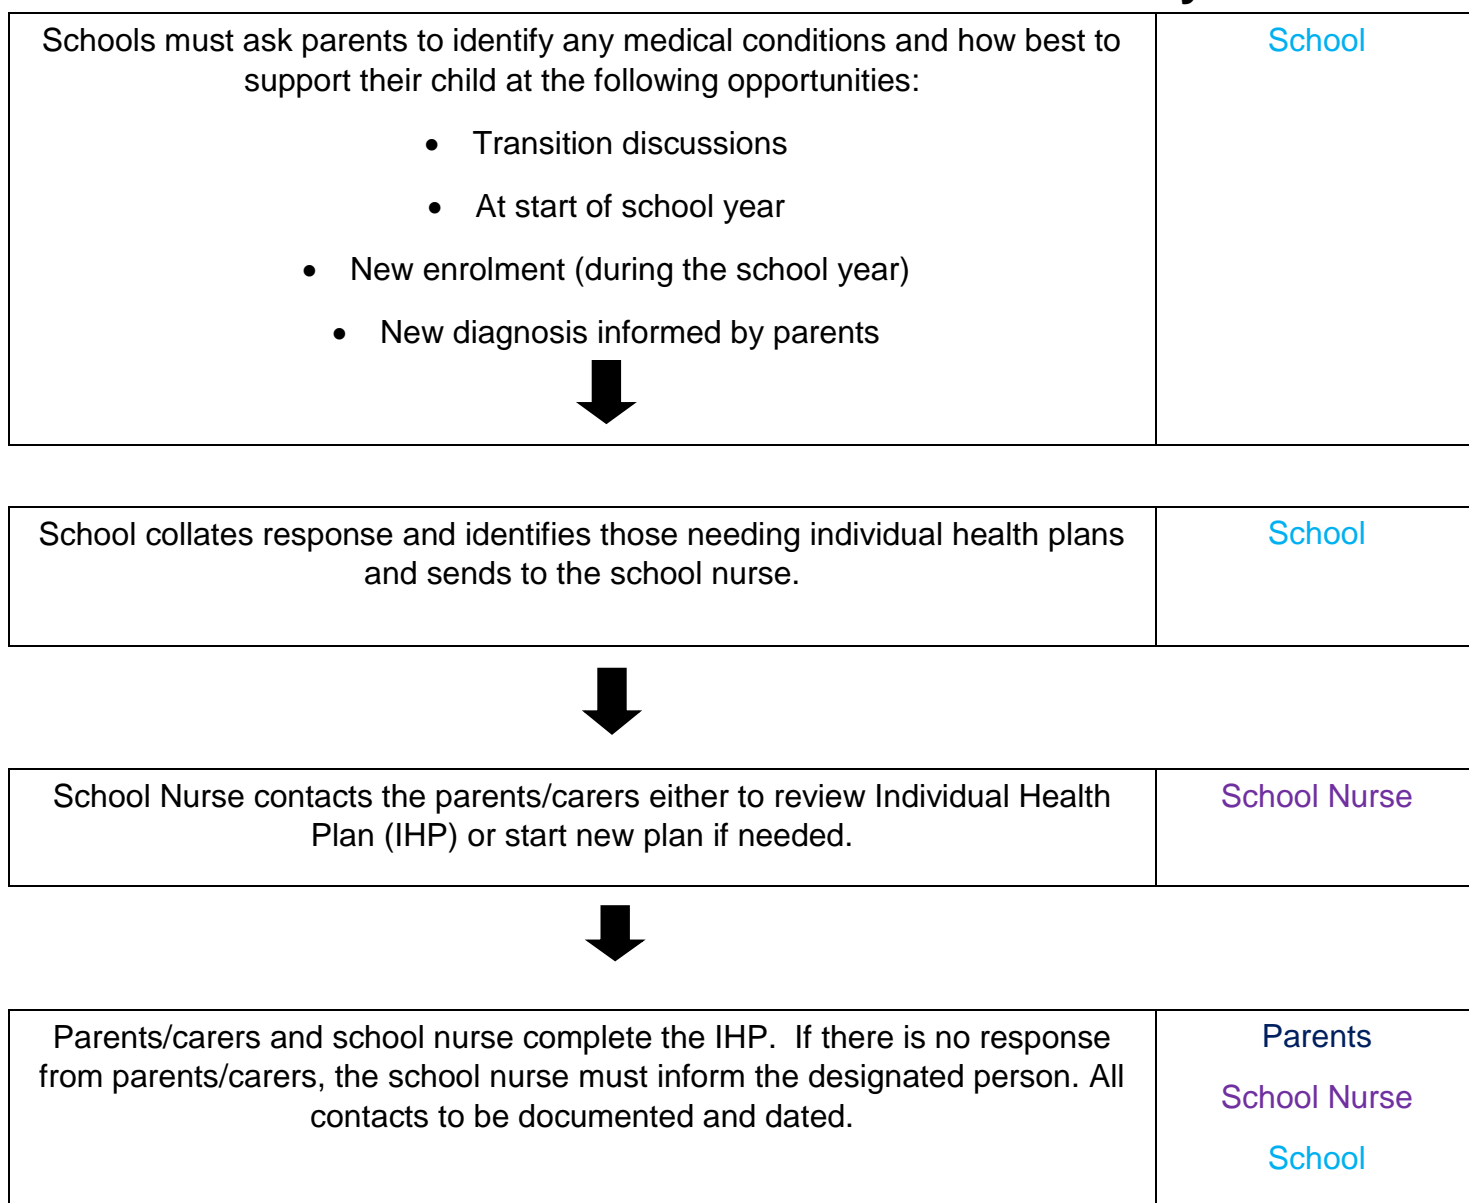 Schools must ask parents to identify any medical conditions and how best to
support their child at the following opportunities:
• Transition discussions
• At start of school year
• New enrolment (during the school year)
• New diagnosis informed by parents
School
School collates response and identifies those needing individual health plans
and sends to the school nurse.
School
School Nurse contacts the parents/carers either to review Individual Health
Plan (IHP) or start new plan if needed.
School Nurse
Parents/carers and school nurse complete the IHP.  If there is no response
from parents/carers, the school nurse must inform the designated person. All
contacts to be documented and dated.
Parents
School Nurse
School